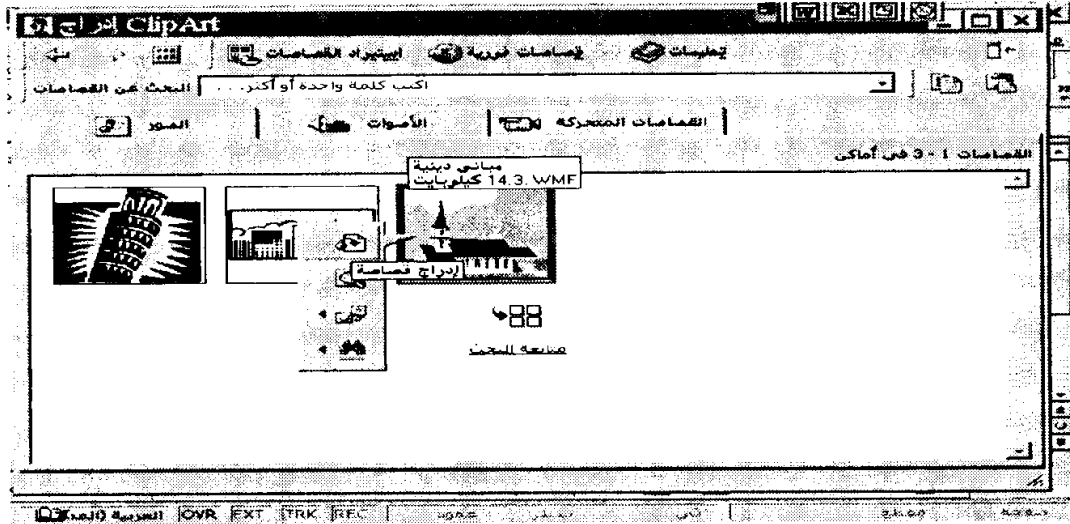 إدراج ClipArt
استيراد القصاصات قصاصات فورية تعليمات
البحث عن القصاصات اكتب كلمة واحدة أو أكثر...
الصور الأصوات القصاصات المتحركة
القصاصات 1 - 3 في أماكن
مباني دينية
14.3 كيلوبايت WMF
إدراج قصاصة
متابعة البحث
العربية OVR EXT TRK REC